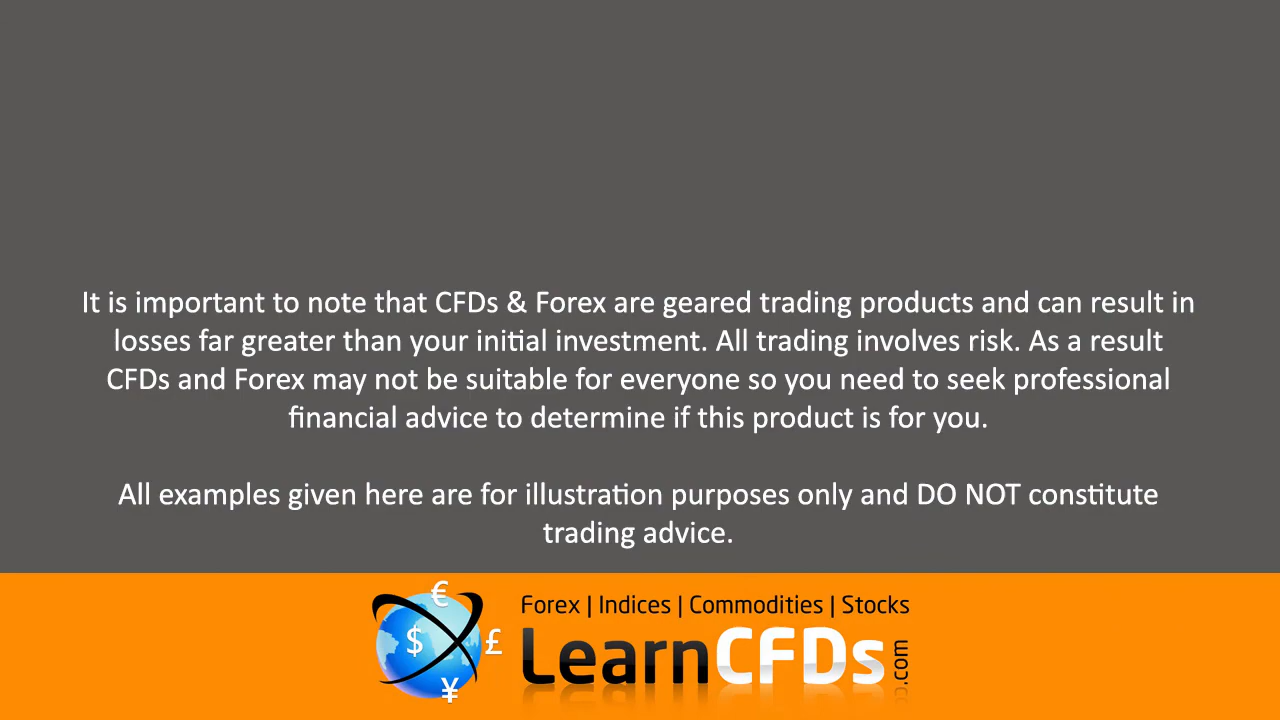 It is important to note that CFDs & Forex are geared trading products and can result in
losses far greater than your initial investment. All trading involves risk. As a result
CFDs and Forex may not be suitable for everyone so you need to seek professional
financial advice to determine if this product is for you.
All examples given here are for illustration purposes only and DO NOT constitute
trading advice.
€
$
£
¥
Forex | Indices | Commodities | Stocks
LearnCFDs.com